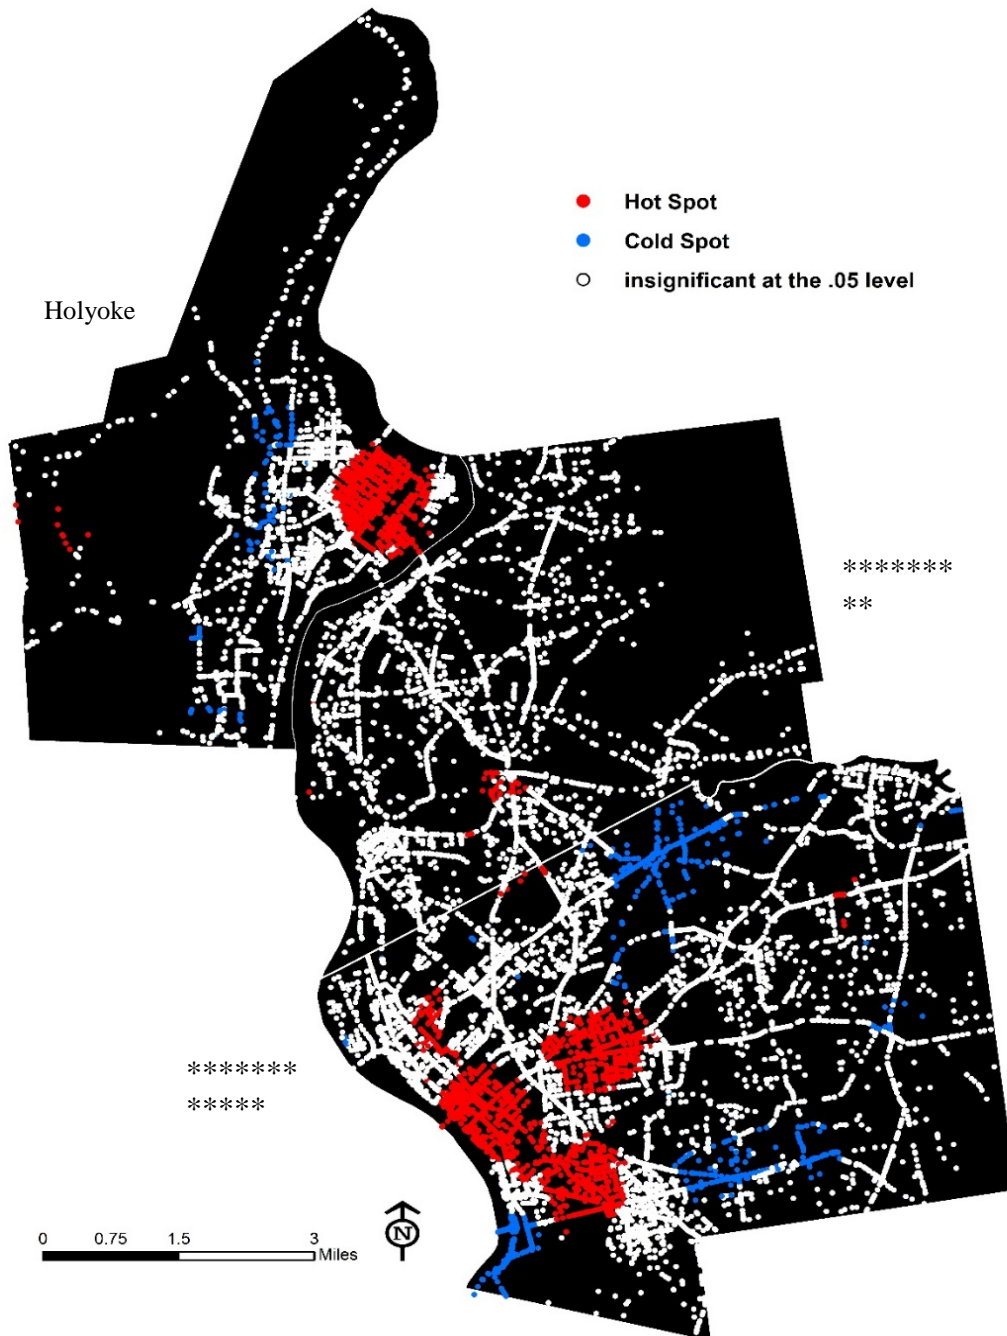 Hot Spot
Cold Spot
insignificant at the .05 level
Holyoke
*******
**
*******
*****
N
0 0.75 1.5 3
Miles